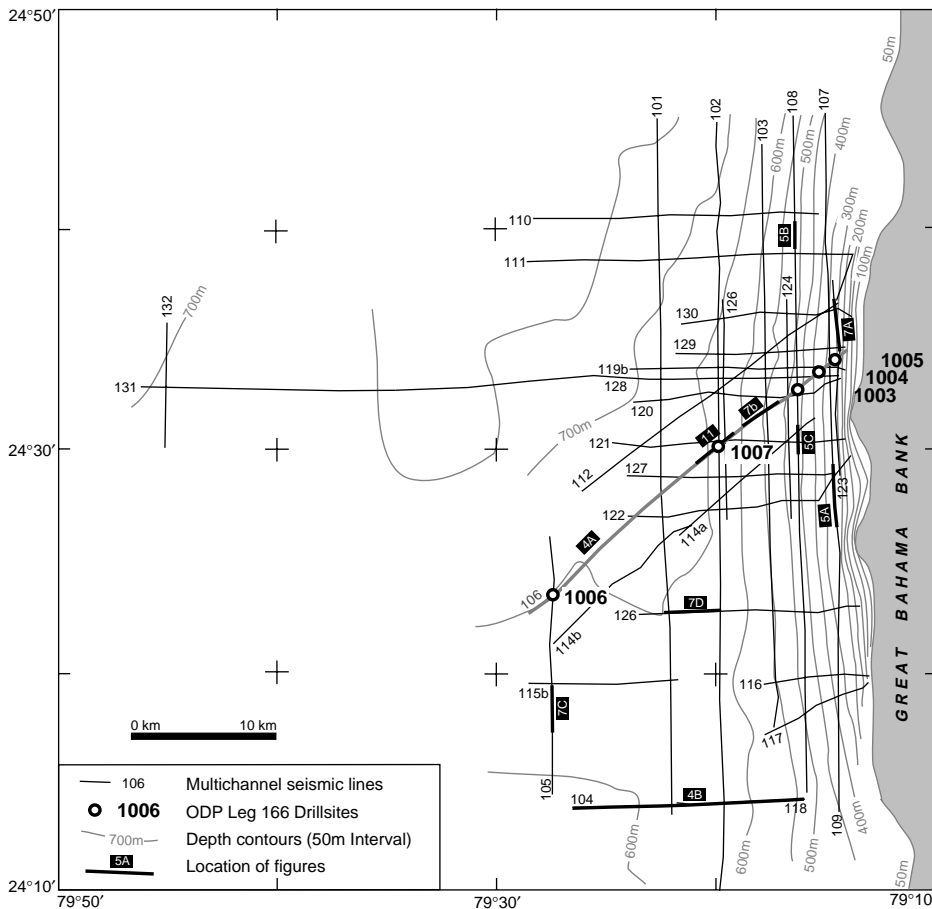 24°50'
50m
101
102
103
108
107
600m
500m
400m
110
5B
300m
200m
100m
111
132
700m
126
124
130
7A
129
1005
119b
1004
131
128
1003
120
7b
700m
11
121
1007
5C
24°30'
112
127
123
122
5A
114a
4A
GREAT BAHAMA BANK
106
1006
7D
126
114b
116
115b
7C
117
0 km 10 km
105
104
4B
118
109
400m
600m
600m
500m
50m
106 Multichannel seismic lines
1006 ODP Leg 166 Drillsites
700m Depth contours (50m Interval)
5A Location of figures
24°10'
79°50'
79°30'
79°10'